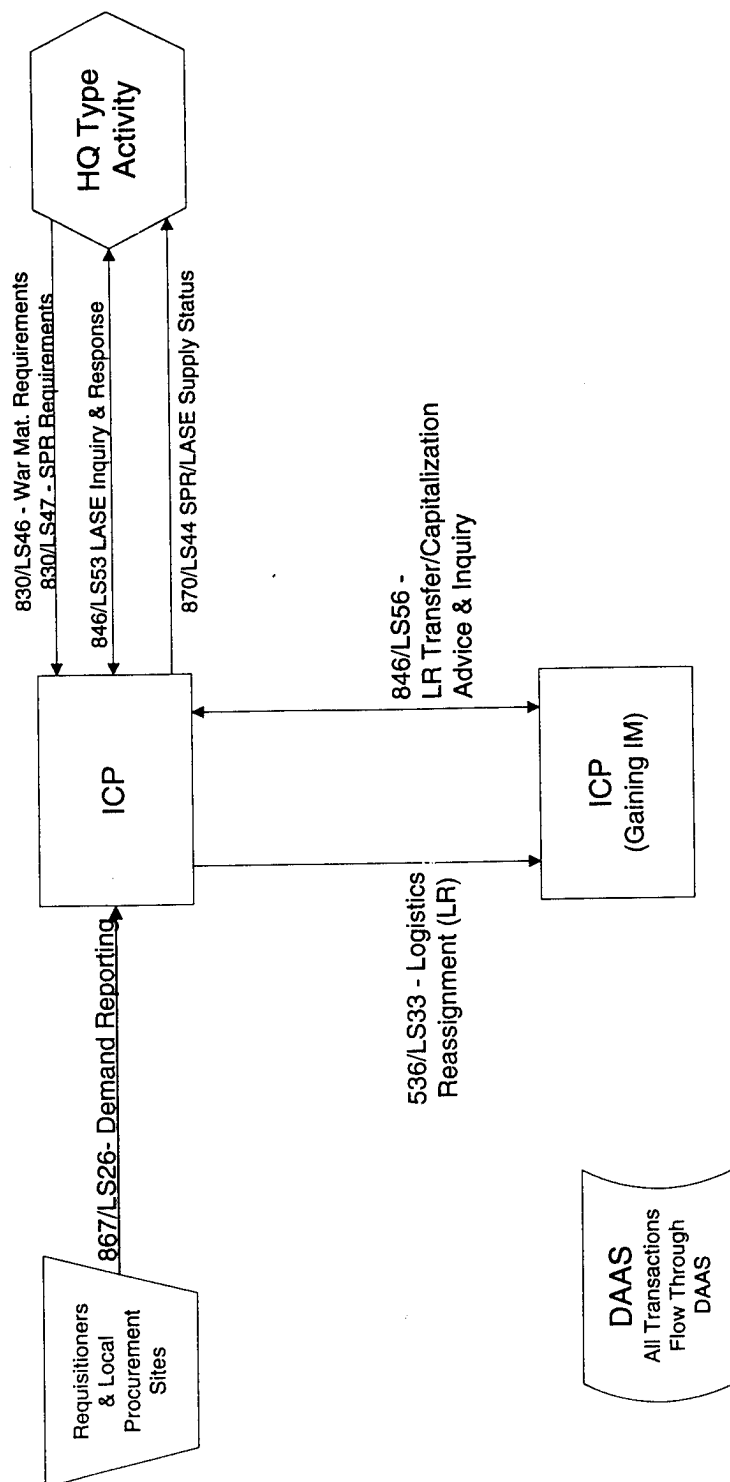 Requisitioners
& Local
Procurement
Sites
867/LS26- Demand Reporting
ICP
830/LS46 - War Mat. Requirements
830/LS47 - SPR Requirements
846/LS53 LASE Inquiry & Response
870/LS44 SPR/LASE Supply Status
HQ Type
Activity
536/LS33 - Logistics
Reassignment (LR)
846/LS56 -
LR Transfer/Capitalization
Advice & Inquiry
ICP
(Gaining IM)
DAAS
All Transactions
Flow Through
DAAS